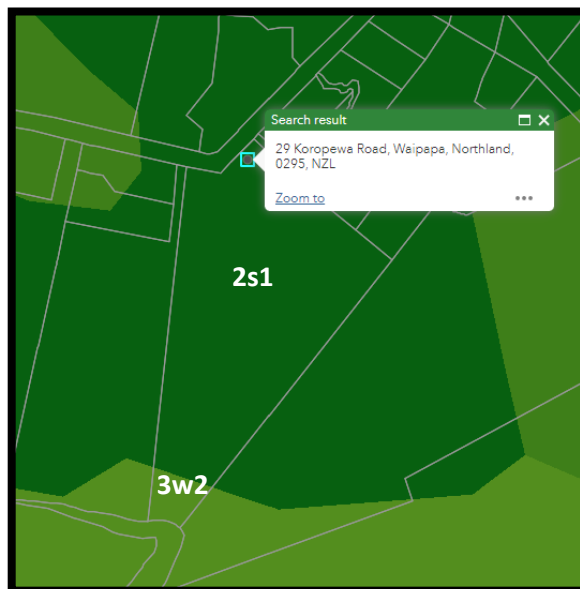 Search result
29 Koropewa Road, Waipapa, Northland,
0295, NZL
Zoom to
2s1
3w2